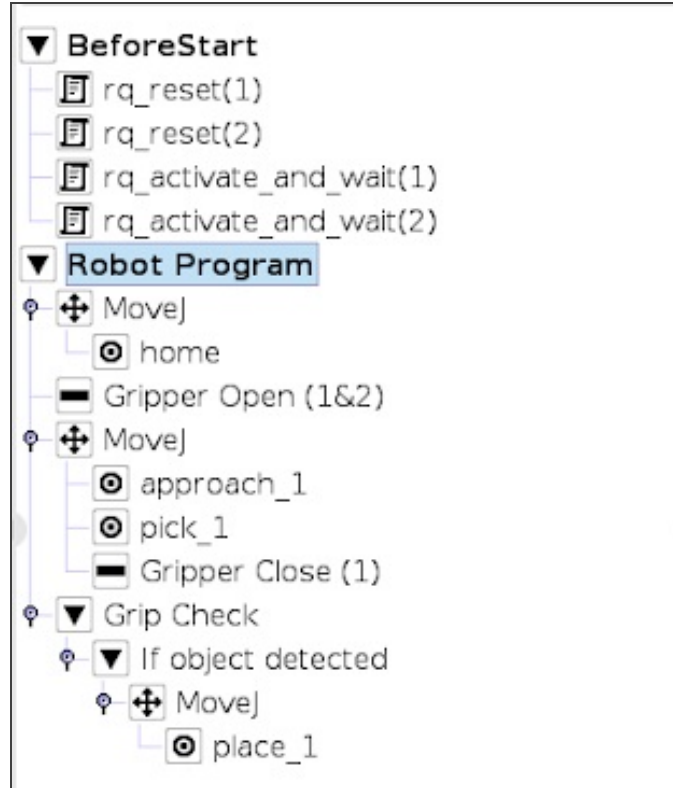 BeforeStart
rq_reset(1)
rq_reset(2)
rq_activate_and_wait(1)
rq_activate_and_wait(2)
Robot Program
MoveJ
home
Gripper Open (1&2)
MoveJ
approach_1
pick_1
Gripper Close (1)
Grip Check
If object detected
MoveJ
place_1